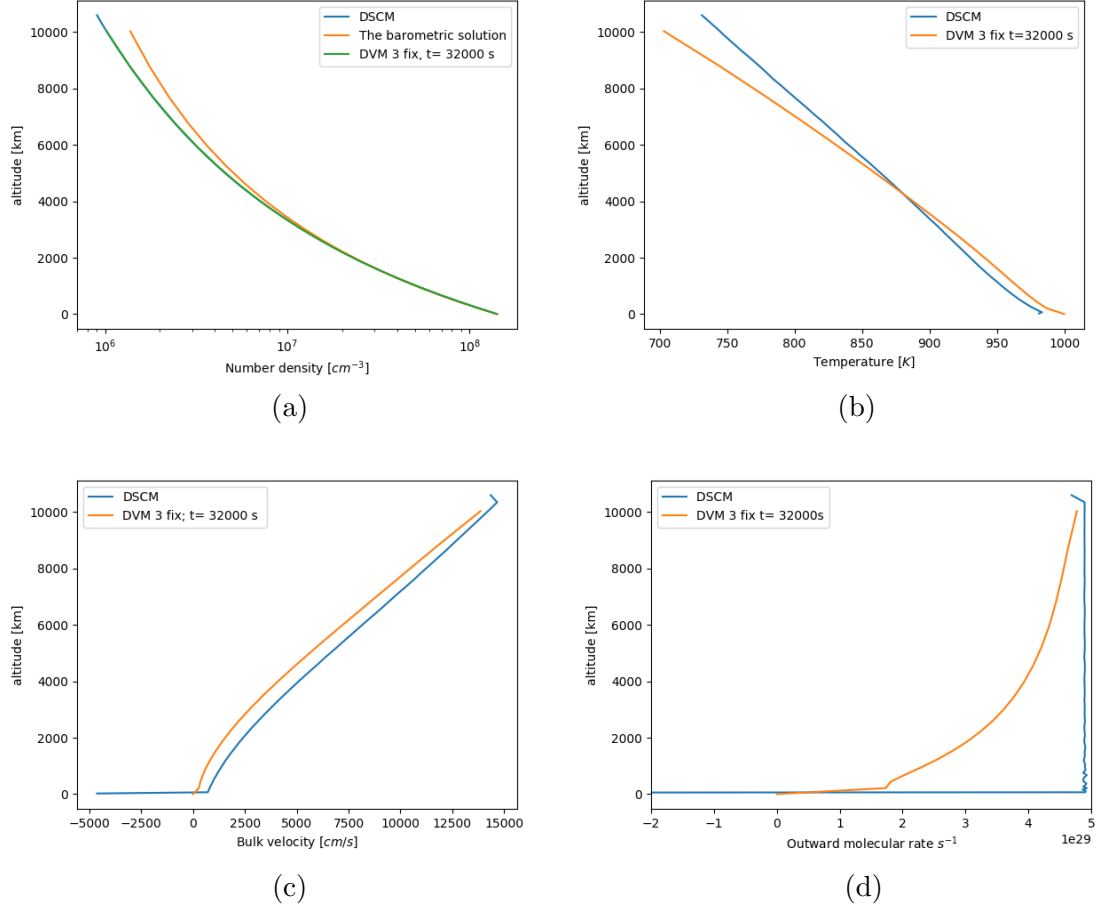 DSCM
The barometric solution
DVM 3 fix, t= 32000 s
10000
8000
6000
4000
2000
0
altitude [km]
10^6
10^7
10^8
Number density [cm^{-3}]
(a)
DSCM
DVM 3 fix t=32000 s
10000
8000
6000
4000
2000
0
altitude [km]
700
750
800
850
900
950
1000
Temperature [K]
(b)
DSCM
DVM 3 fix; t= 32000 s
10000
8000
6000
4000
2000
0
altitude [km]
−5000
−2500
0
2500
5000
7500
10000
12500
15000
Bulk velocity [cm/s]
(c)
DSCM
DVM 3 fix t= 32000s
10000
8000
6000
4000
2000
0
altitude [km]
−2
−1
0
1
2
3
4
5
1e29
Outward molecular rate s^{-1}
(d)